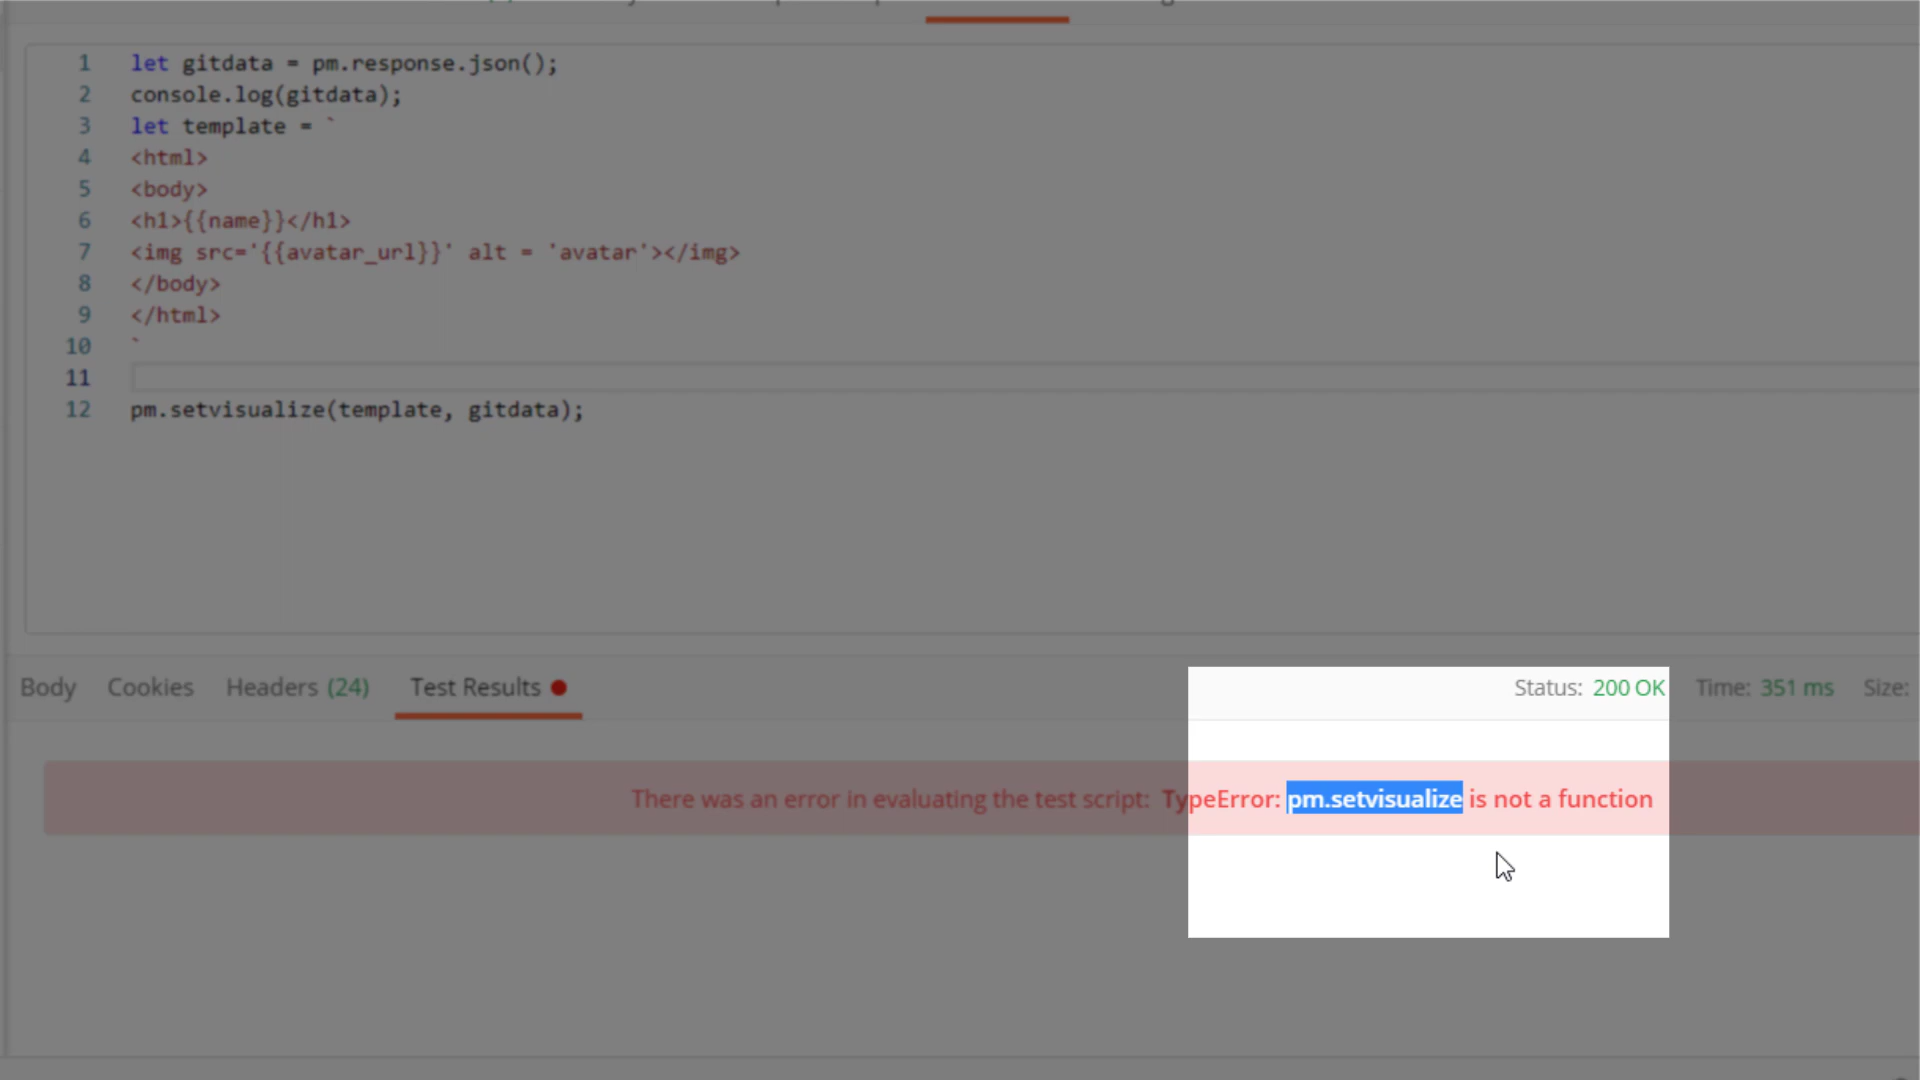 1 let gitdata = pm.response.json();
2 console.log(gitdata);
3 let template = `
4 <html>
5 <body>
6 <h1>{{name}}</h1>
7 <img src='{{avatar_url}}' alt = 'avatar'></img>
8 </body>
9 </html>
10 `
11
12 pm.setvisualize(template, gitdata);
Body Cookies Headers (24) Test Results Status: 200 OK Time: 351 ms Size:
There was an error in evaluating the test script: TypeError: pm.setvisualize is not a function